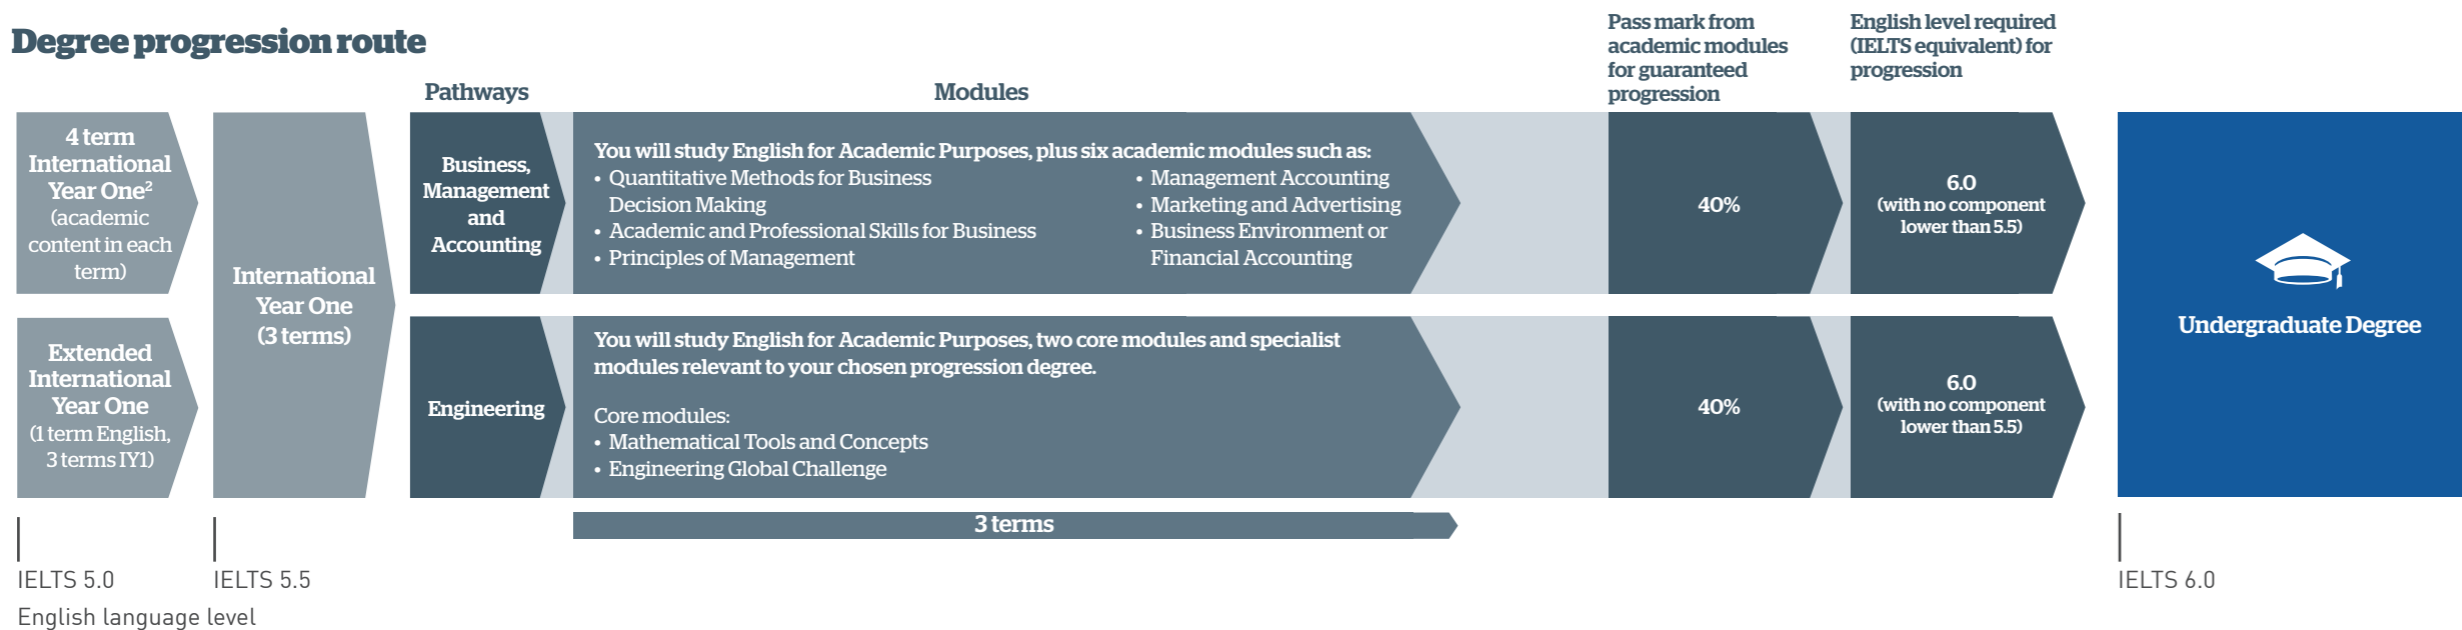 Degree progression route
Pathways
Modules
Pass mark from
academic modules
for guaranteed
progression
English level required
(IELTS equivalent) for
progression
4 term
International
Year One²
(academic
content in each
term)
Extended
International
Year One
(1 term English,
3 terms IY1)
International
Year One
(3 terms)
Business,
Management
and
Accounting
You will study English for Academic Purposes, plus six academic modules such as:
• Quantitative Methods for Business
Decision Making
• Academic and Professional Skills for Business
• Principles of Management
• Management Accounting
• Marketing and Advertising
• Business Environment or
Financial Accounting
40%
6.0
(with no component
lower than 5.5)
Engineering
You will study English for Academic Purposes, two core modules and specialist
modules relevant to your chosen progression degree.
Core modules:
• Mathematical Tools and Concepts
• Engineering Global Challenge
40%
6.0
(with no component
lower than 5.5)
Undergraduate Degree
3 terms
IELTS 5.0
IELTS 5.5
IELTS 6.0
English language level